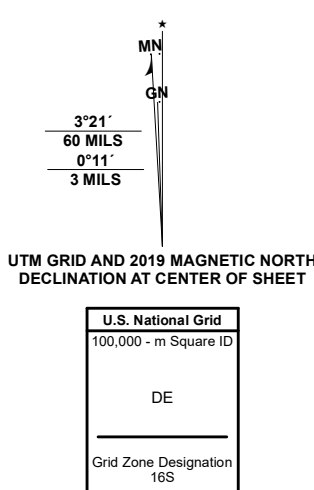 ★
MN
GN
3°21´
60 MILS
0°11´
3 MILS
UTM GRID AND 2019 MAGNETIC NORTH
DECLINATION AT CENTER OF SHEET
U.S. National Grid
100,000 - m Square ID
DE
Grid Zone Designation
16S